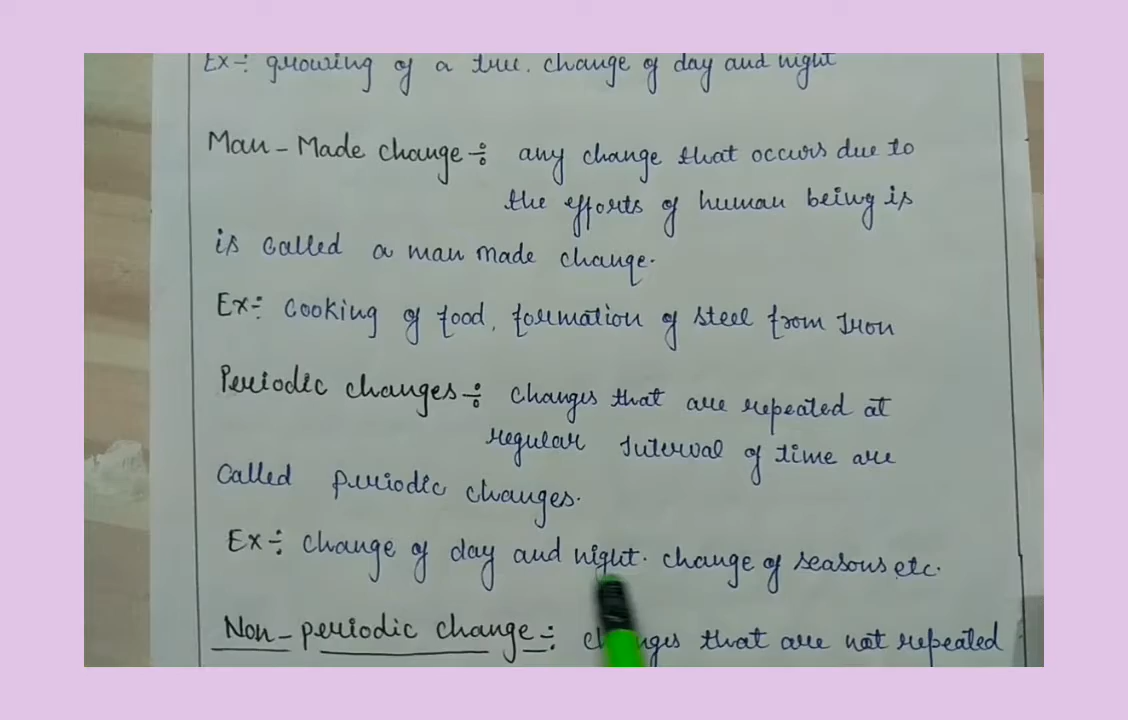 Ex÷ growing of a tree. change of day and night
Man-Made change÷ any change that occurs due to
the efforts of human being is
is called a man made change.
Ex÷ Cooking of food, formation of steel from Iron
Periodic changes÷ changes that are repeated at
regular Interval of time are
called periodic changes.
Ex÷ change of day and night. change of seasons etc.
Non-periodic change÷ changes that are not repeated